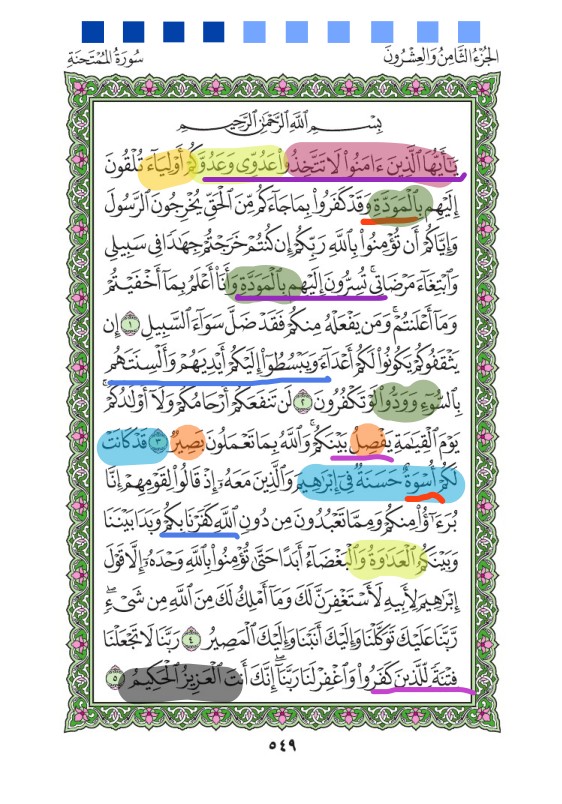 الجُزْءُ الثَّامِنُ وَالعِشْرُونَ
سُورَةُ المُمْتَحنَةِ
بِسْمِ ٱللَّهِ ٱلرَّحْمَٰنِ ٱلرَّحِيمِ
يَٰٓأَيُّهَا ٱلَّذِينَ ءَامَنُوا۟ لَا تَتَّخِذُوا۟ عَدُوِّى وَعَدُوَّكُمْ أَوْلِيَآءَ تُلْقُونَ
إِلَيْهِم بِٱلْمَوَدَّةِ وَقَدْ كَفَرُوا۟ بِمَا جَآءَكُم مِّنَ ٱلْحَقِّ يُخْرِجُونَ ٱلرَّسُولَ
وَإِيَّاكُمْ أَن تُؤْمِنُوا۟ بِٱللَّهِ رَبِّكُمْ إِن كُنتُمْ خَرَجْتُمْ جِهَٰدًا فِى سَبِيلِى
وَٱبْتِغَآءَ مَرْضَاتِى تُسِرُّونَ إِلَيْهِم بِٱلْمَوَدَّةِ وَأَنَا۠ أَعْلَمُ بِمَآ أَخْفَيْتُمْ
وَمَآ أَعْلَنتُمْ وَمَن يَفْعَلْهُ مِنكُمْ فَقَدْ ضَلَّ سَوَآءَ ٱلسَّبِيلِ ١ إِن
يَثْقَفُوكُمْ يَكُونُوا۟ لَكُمْ أَعْدَآءً وَيَبْسُطُوٓا۟ إِلَيْكُمْ أَيْدِيَهُمْ وَأَلْسِنَتَهُم
بِٱلسُّوٓءِ وَوَدُّوا۟ لَوْ تَكْفُرُونَ ٢ لَن تَنفَعَكُمْ أَرْحَامُكُمْ وَلَآ أَوْلَٰدُكُمْ
يَوْمَ ٱلْقِيَٰمَةِ يَفْصِلُ بَيْنَكُمْ وَٱللَّهُ بِمَا تَعْمَلُونَ بَصِيرٌ ٣ قَدْ كَانَتْ
لَكُمْ أُسْوَةٌ حَسَنَةٌ فِىٓ إِبْرَٰهِيمَ وَٱلَّذِينَ مَعَهُۥٓ إِذْ قَالُوا۟ لِقَوْمِهِمْ إِنَّا
بُرَءَٰٓؤُا۟ مِنكُمْ وَمِمَّا تَعْبُدُونَ مِن دُونِ ٱللَّهِ كَفَرْنَا بِكُمْ وَبَدَا بَيْنَنَا
وَبَيْنَكُمُ ٱلْعَدَٰوَةُ وَٱلْبَغْضَآءُ أَبَدًا حَتَّىٰ تُؤْمِنُوا۟ بِٱللَّهِ وَحْدَهُۥٓ إِلَّا قَوْلَ
إِبْرَٰهِيمَ لِأَبِيهِ لَأَسْتَغْفِرَنَّ لَكَ وَمَآ أَمْلِكُ لَكَ مِنَ ٱللَّهِ مِن شَىْءٍ ۖ
رَّبَّنَا عَلَيْكَ تَوَكَّلْنَا وَإِلَيْكَ أَنَبْنَا وَإِلَيْكَ ٱلْمَصِيرُ ٤ رَبَّنَا لَا تَجْعَلْنَا
فِتْنَةً لِّلَّذِينَ كَفَرُوا۟ وَٱغْفِرْ لَنَا رَبَّنَآ ۖ إِنَّكَ أَنتَ ٱلْعَزِيزُ ٱلْحَكِيمُ ٥
٥٤٩